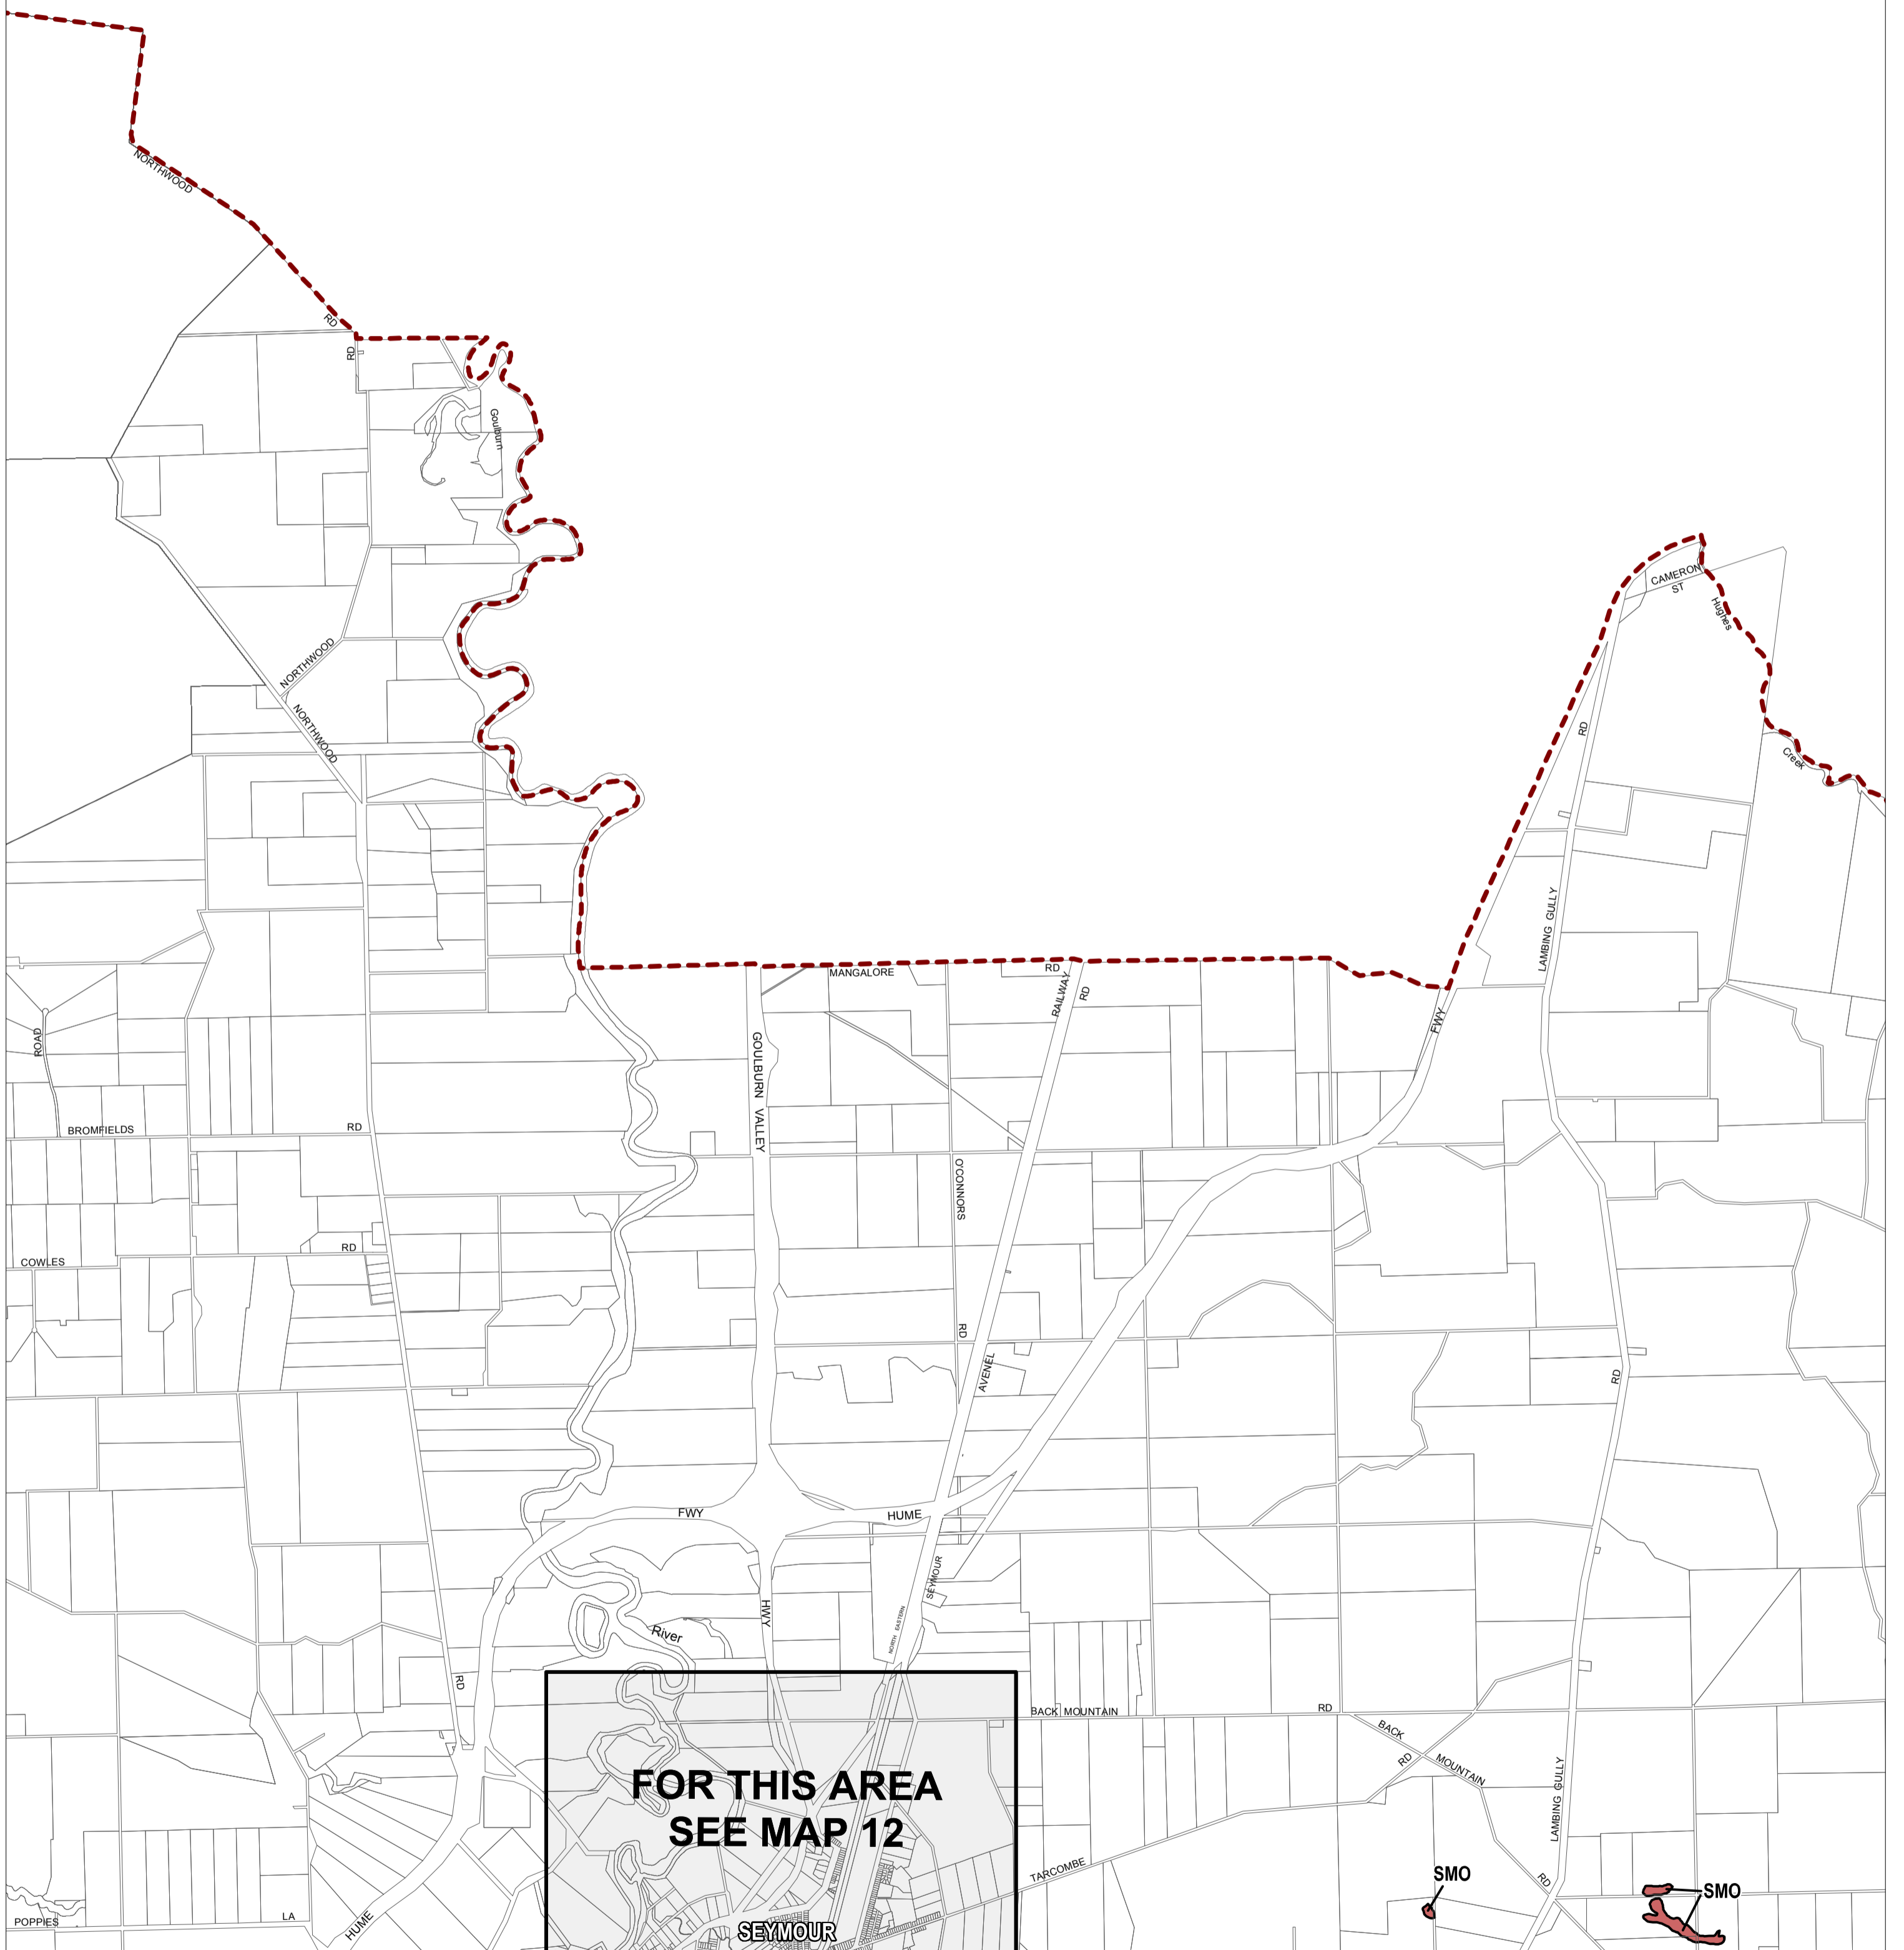 NORTHWOOD
RD
RD
Goulburn
CAMERON
ST
Hughes
NORTHWOOD
NORTHWOOD
RD
Creek
LAMBING GULLY
MANGALORE
RD
RAILWAY
RD
FWY
ROAD
GOULBURN VALLEY
BROMFIELDS
RD
O'CONNORS
RD
COWLES
RD
RD
AVENEL
FWY
HUME
SEYMOUR
HWY
NORTH EASTERN
River
RD
BACK MOUNTAIN
RD
BACK
MOUNTAIN
RD
FOR THIS AREA
SEE MAP 12
LAMBING GULLY
TARCOMBE
SMO
RD
SMO
POPPIES
LA
HUME
SEYMOUR